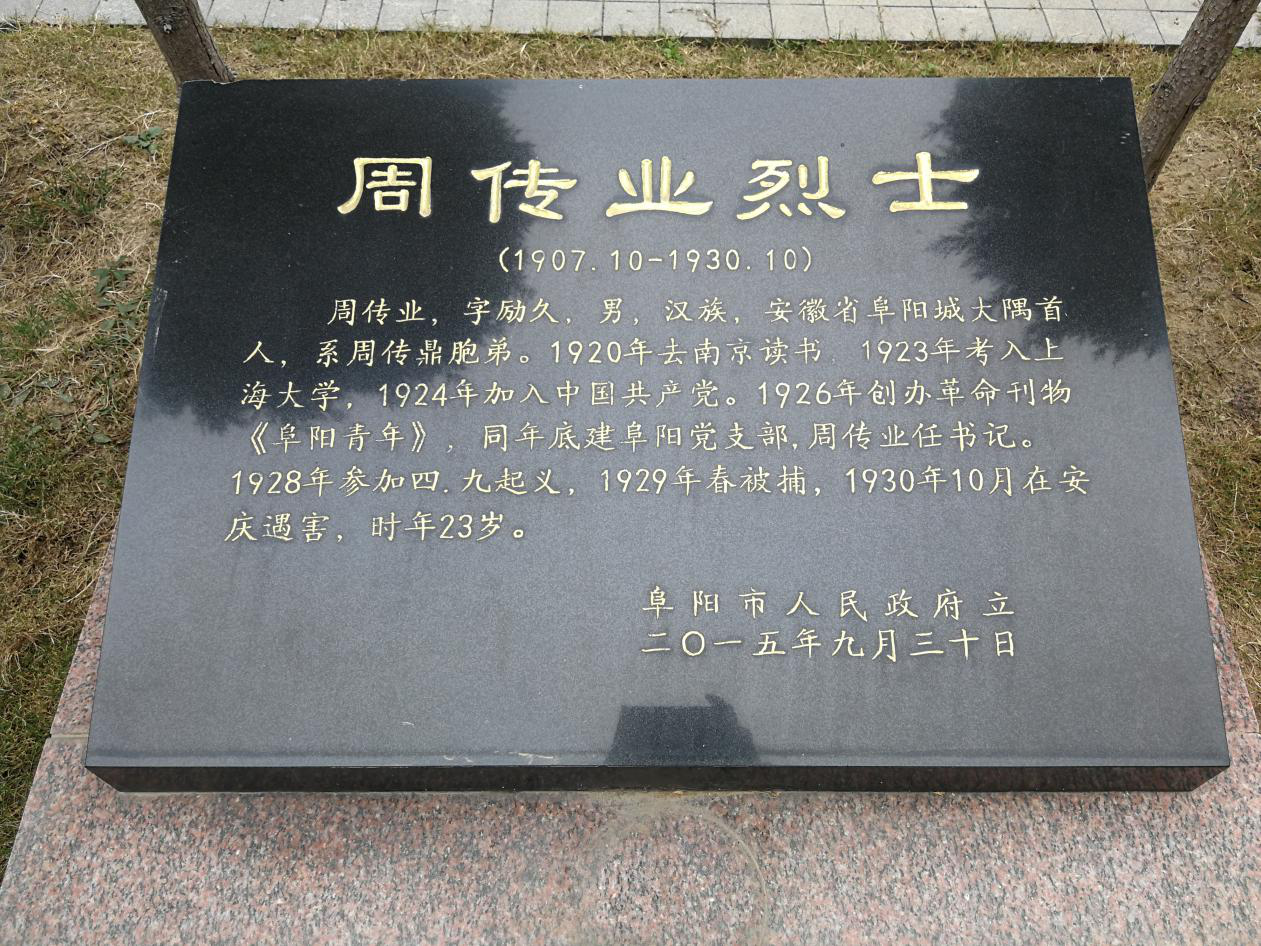 周传业烈士
(1907.10-1930.10)
周传业，字励久，男，汉族，安徽省阜阳城大隅首
人，系周传鼎胞弟。1920年去南京读书，1923年考入上
海大学，1924年加入中国共产党。1926年创办革命刊物
《阜阳青年》，同年底建阜阳党支部,周传业任书记。
1928年参加四.九起义，1929年春被捕，1930年10月在安
庆遇害，时年23岁。
阜阳市人民政府立
二〇一五年九月三十日